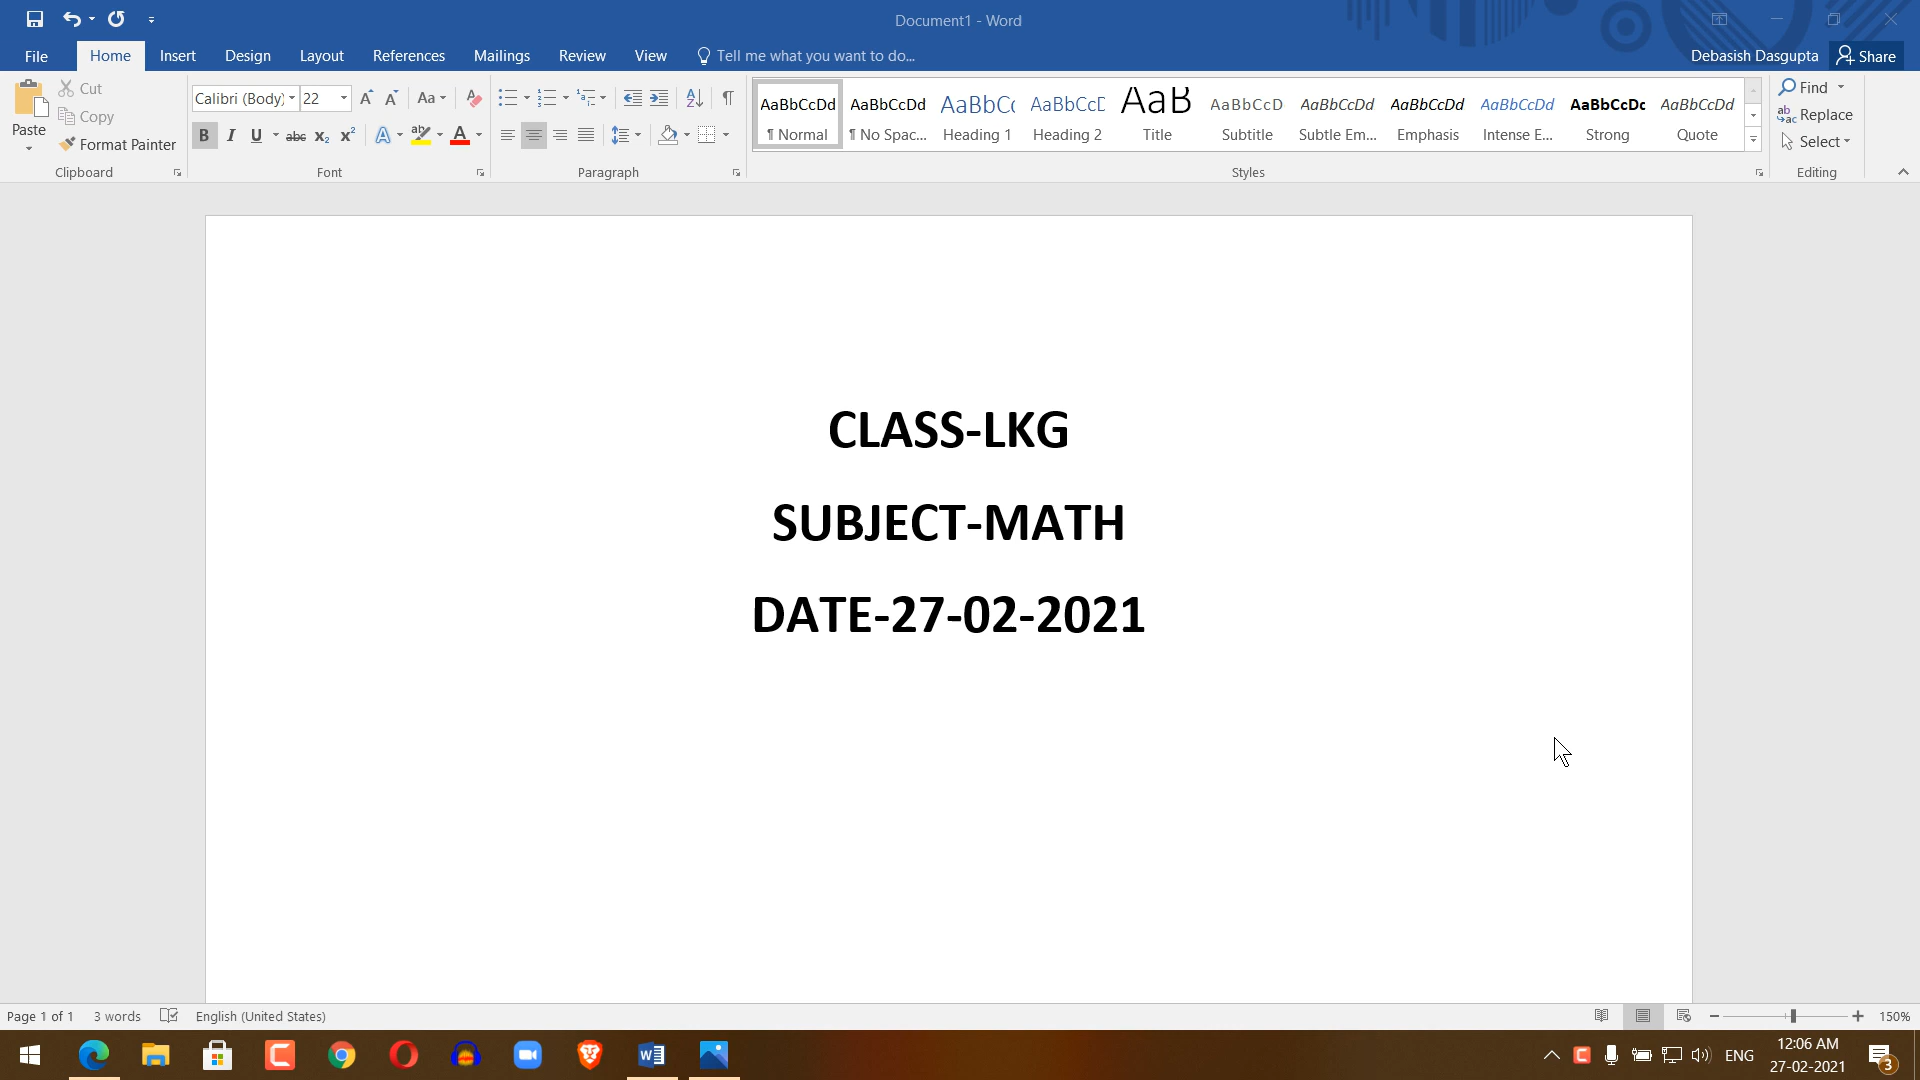 Document1 - Word
File Home Insert Design Layout References Mailings Review View Tell me what you want to do... Debasish Dasgupta Share
Paste
Cut
Copy
Format Painter
Clipboard
Calibri (Body) 22
Font
Paragraph
AaBbCcDd AaBbCcDd AaBbCc AaBbCcD AaB AaBbCcD AaBbCcDd AaBbCcDd AaBbCcDd AaBbCcDc AaBbCcDd
¶ Normal ¶ No Spac... Heading 1 Heading 2 Title Subtitle Subtle Em... Emphasis Intense E... Strong Quote
Styles
Find
Replace
Select
Editing
CLASS-LKG
SUBJECT-MATH
DATE-27-02-2021
Page 1 of 1 3 words English (United States) 150%
ENG 12:06 AM
27-02-2021 3